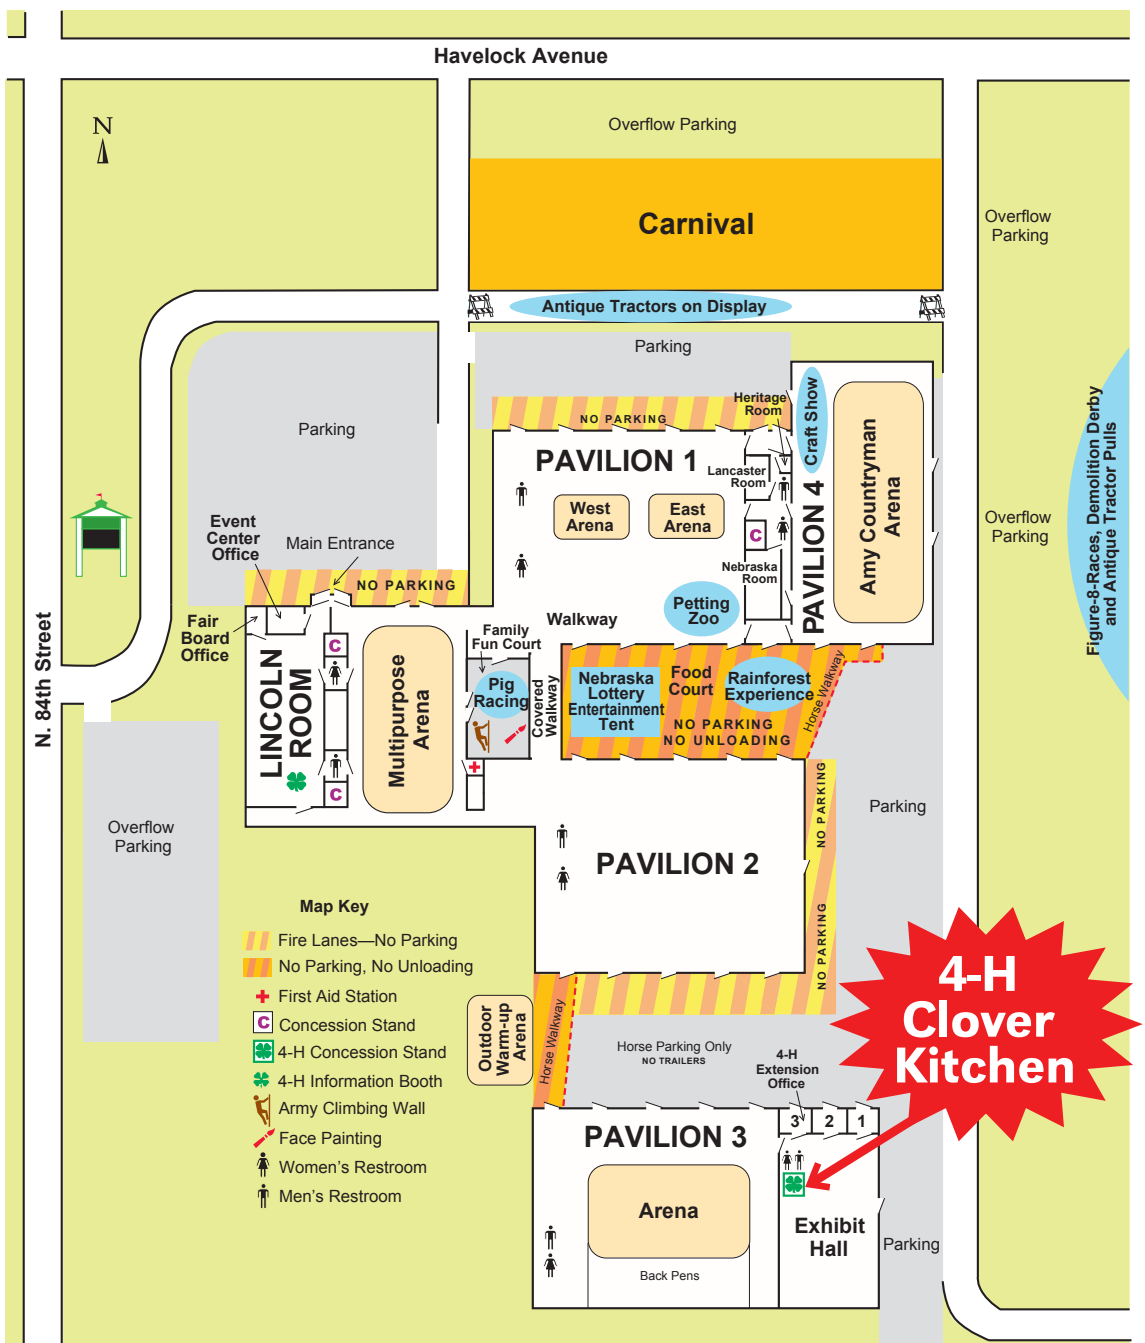 Havelock Avenue
N
Overflow Parking
Carnival
Overflow
Parking
Antique Tractors on Display
Parking
Parking
Heritage
Room
Craft Show
NO PARKING
PAVILION 1
Lancaster
Room
West
Arena
East
Arena
C
Nebraska
Room
PAVILION 4
Amy Countryman
Arena
Overflow
Parking
Figure-8-Races, Demolition Derby
and Antique Tractor Pulls
Event
Center
Office
Main Entrance
NO PARKING
Fair
Board
Office
N. 84th Street
Petting
Zoo
Walkway
Family
Fun Court
C
LINCOLN
ROOM
Multipurpose
Arena
Pig
Racing
Covered
Walkway
Nebraska
Lottery
Entertainment
Tent
Food
Court
Rainforest
Experience
Horse Walkway
NO PARKING
NO UNLOADING
C
Overflow
Parking
NO PARKING
Parking
PAVILION 2
NO PARKING
Map Key
Fire Lanes—No Parking
No Parking, No Unloading
First Aid Station
C
Concession Stand
4-H Concession Stand
4-H Information Booth
Army Climbing Wall
Face Painting
Women's Restroom
Men's Restroom
Outdoor
Warm-up
Arena
Horse Walkway
Horse Parking Only
NO TRAILERS
4-H
Extension
Office
4-H
Clover
Kitchen
PAVILION 3
3
2
1
Arena
Back Pens
Exhibit
Hall
Parking